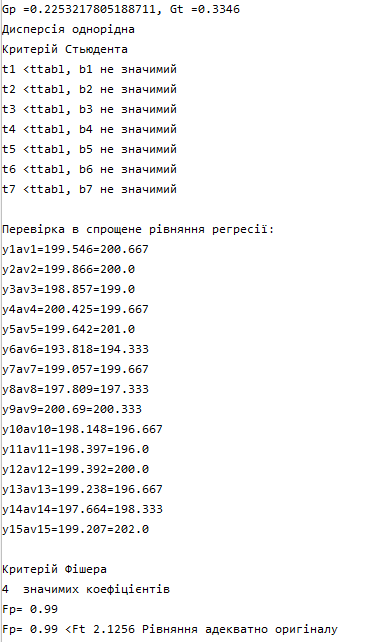 Gp =0.2253217805188711, Gt =0.3346
Дисперсія однорідна
Критерій Стьюдента
t1 <ttabl, b1 не значимий
t2 <ttabl, b2 не значимий
t3 <ttabl, b3 не значимий
t4 <ttabl, b4 не значимий
t5 <ttabl, b5 не значимий
t6 <ttabl, b6 не значимий
t7 <ttabl, b7 не значимий
Перевірка в спрощене рівняння регресії:
y1av1=199.546=200.667
y2av2=199.866=200.0
y3av3=198.857=199.0
y4av4=200.425=199.667
y5av5=199.642=201.0
y6av6=193.818=194.333
y7av7=199.057=199.667
y8av8=197.809=197.333
y9av9=200.69=200.333
y10av10=198.148=196.667
y11av11=198.397=196.0
y12av12=199.392=200.0
y13av13=199.238=196.667
y14av14=197.664=198.333
y15av15=199.207=202.0
Критерій Фішера
4  значимих коефіцієнтів
Fp= 0.99
Fp= 0.99 <Ft 2.1256 Рівняння адекватно оригіналу